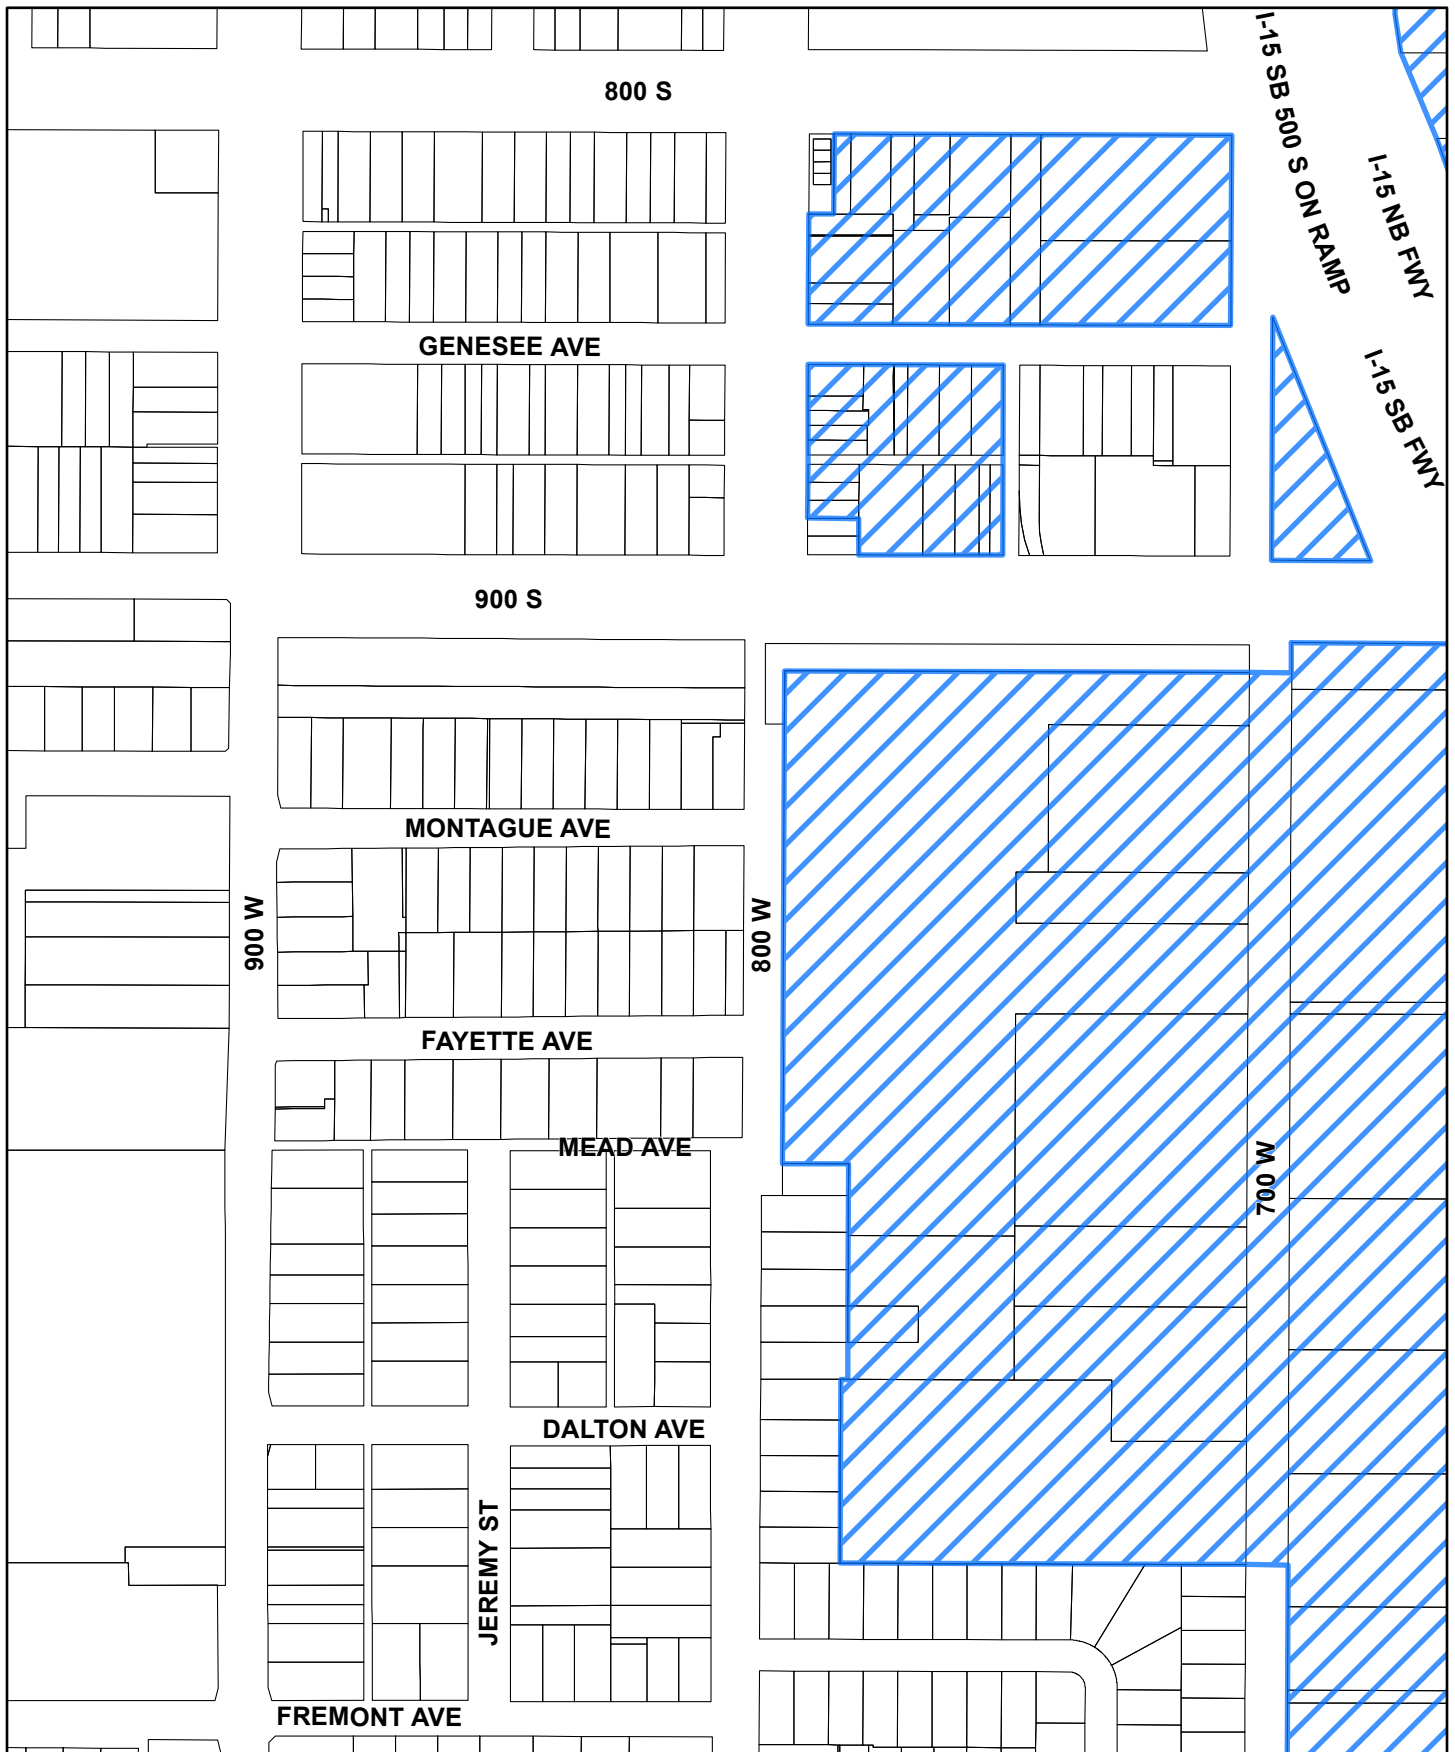 800 S
I-15 SB 500 S ON RAMP
I-15 NB FWY
GENESEE AVE
I-15 SB FWY
900 S
MONTAGUE AVE
900 W
800 W
FAYETTE AVE
MEAD AVE
700 W
DALTON AVE
JEREMY ST
FREMONT AVE